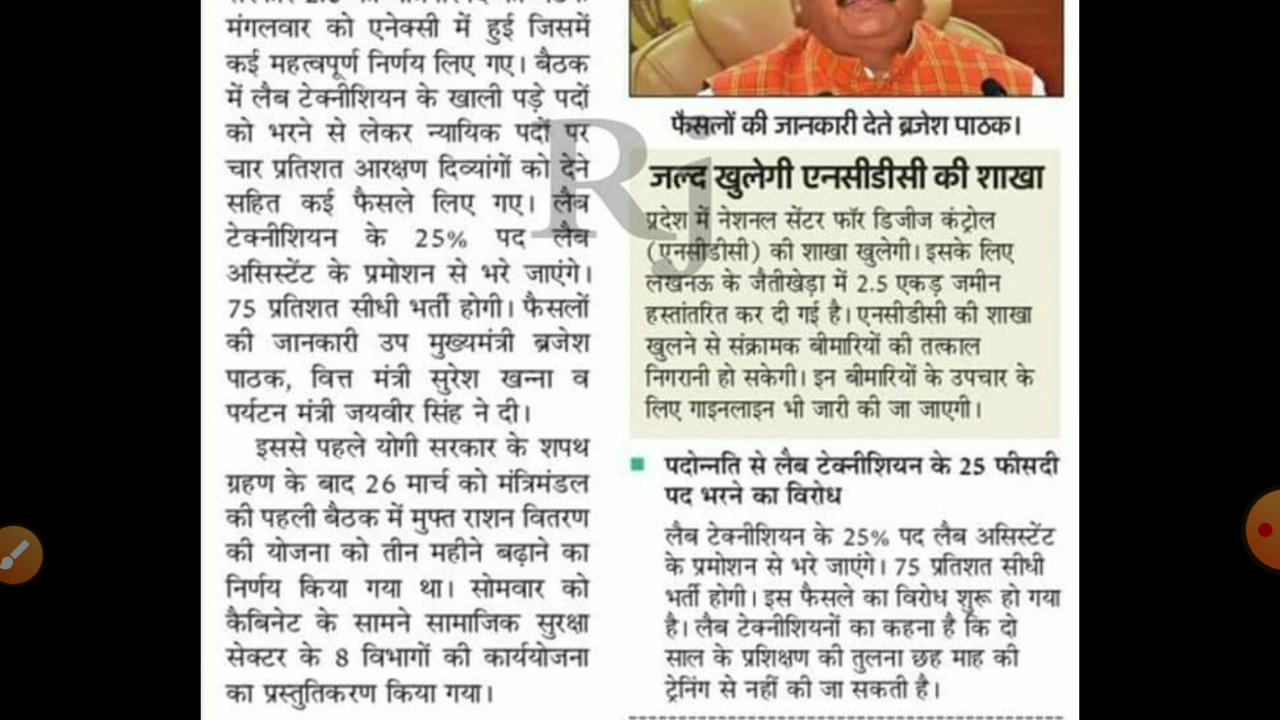 मंगलवार को एनेक्सी में हुई जिसमें
कई महत्वपूर्ण निर्णय लिए गए। बैठक
में लैब टेक्नीशियन के खाली पड़े पदों
को भरने से लेकर न्यायिक पदों पर
चार प्रतिशत आरक्षण दिव्यांगों को देने
सहित कई फैसले लिए गए। लैब
टेक्नीशियन के 25% पद लैब
असिस्टेंट के प्रमोशन से भरे जाएंगे।
75 प्रतिशत सीधी भर्ती होगी। फैसलों
की जानकारी उप मुख्यमंत्री ब्रजेश
पाठक, वित्त मंत्री सुरेश खन्ना व
पर्यटन मंत्री जयवीर सिंह ने दी।
इससे पहले योगी सरकार के शपथ
ग्रहण के बाद 26 मार्च को मंत्रिमंडल
की पहली बैठक में मुफ्त राशन वितरण
की योजना को तीन महीने बढ़ाने का
निर्णय किया गया था। सोमवार को
कैबिनेट के सामने सामाजिक सुरक्षा
सेक्टर के 8 विभागों की कार्ययोजना
का प्रस्तुतिकरण किया गया।
फैसलों की जानकारी देते ब्रजेश पाठक।
जल्द खुलेगी एनसीडीसी की शाखा
प्रदेश में नेशनल सेंटर फॉर डिजीज कंट्रोल
(एनसीडीसी) की शाखा खुलेगी। इसके लिए
लखनऊ के जैतीखेड़ा में 2.5 एकड़ जमीन
हस्तांतरित कर दी गई है। एनसीडीसी की शाखा
खुलने से संक्रामक बीमारियों की तत्काल
निगरानी हो सकेगी। इन बीमारियों के उपचार के
लिए गाइनलाइन भी जारी की जा जाएगी।
पदोन्नति से लैब टेक्नीशियन के 25 फीसदी
पद भरने का विरोध
लैब टेक्नीशियन के 25% पद लैब असिस्टेंट
के प्रमोशन से भरे जाएंगे। 75 प्रतिशत सीधी
भर्ती होगी। इस फैसले का विरोध शुरू हो गया
है। लैब टेक्नीशियनों का कहना है कि दो
साल के प्रशिक्षण की तुलना छह माह की
ट्रेनिंग से नहीं की जा सकती है।
Rj